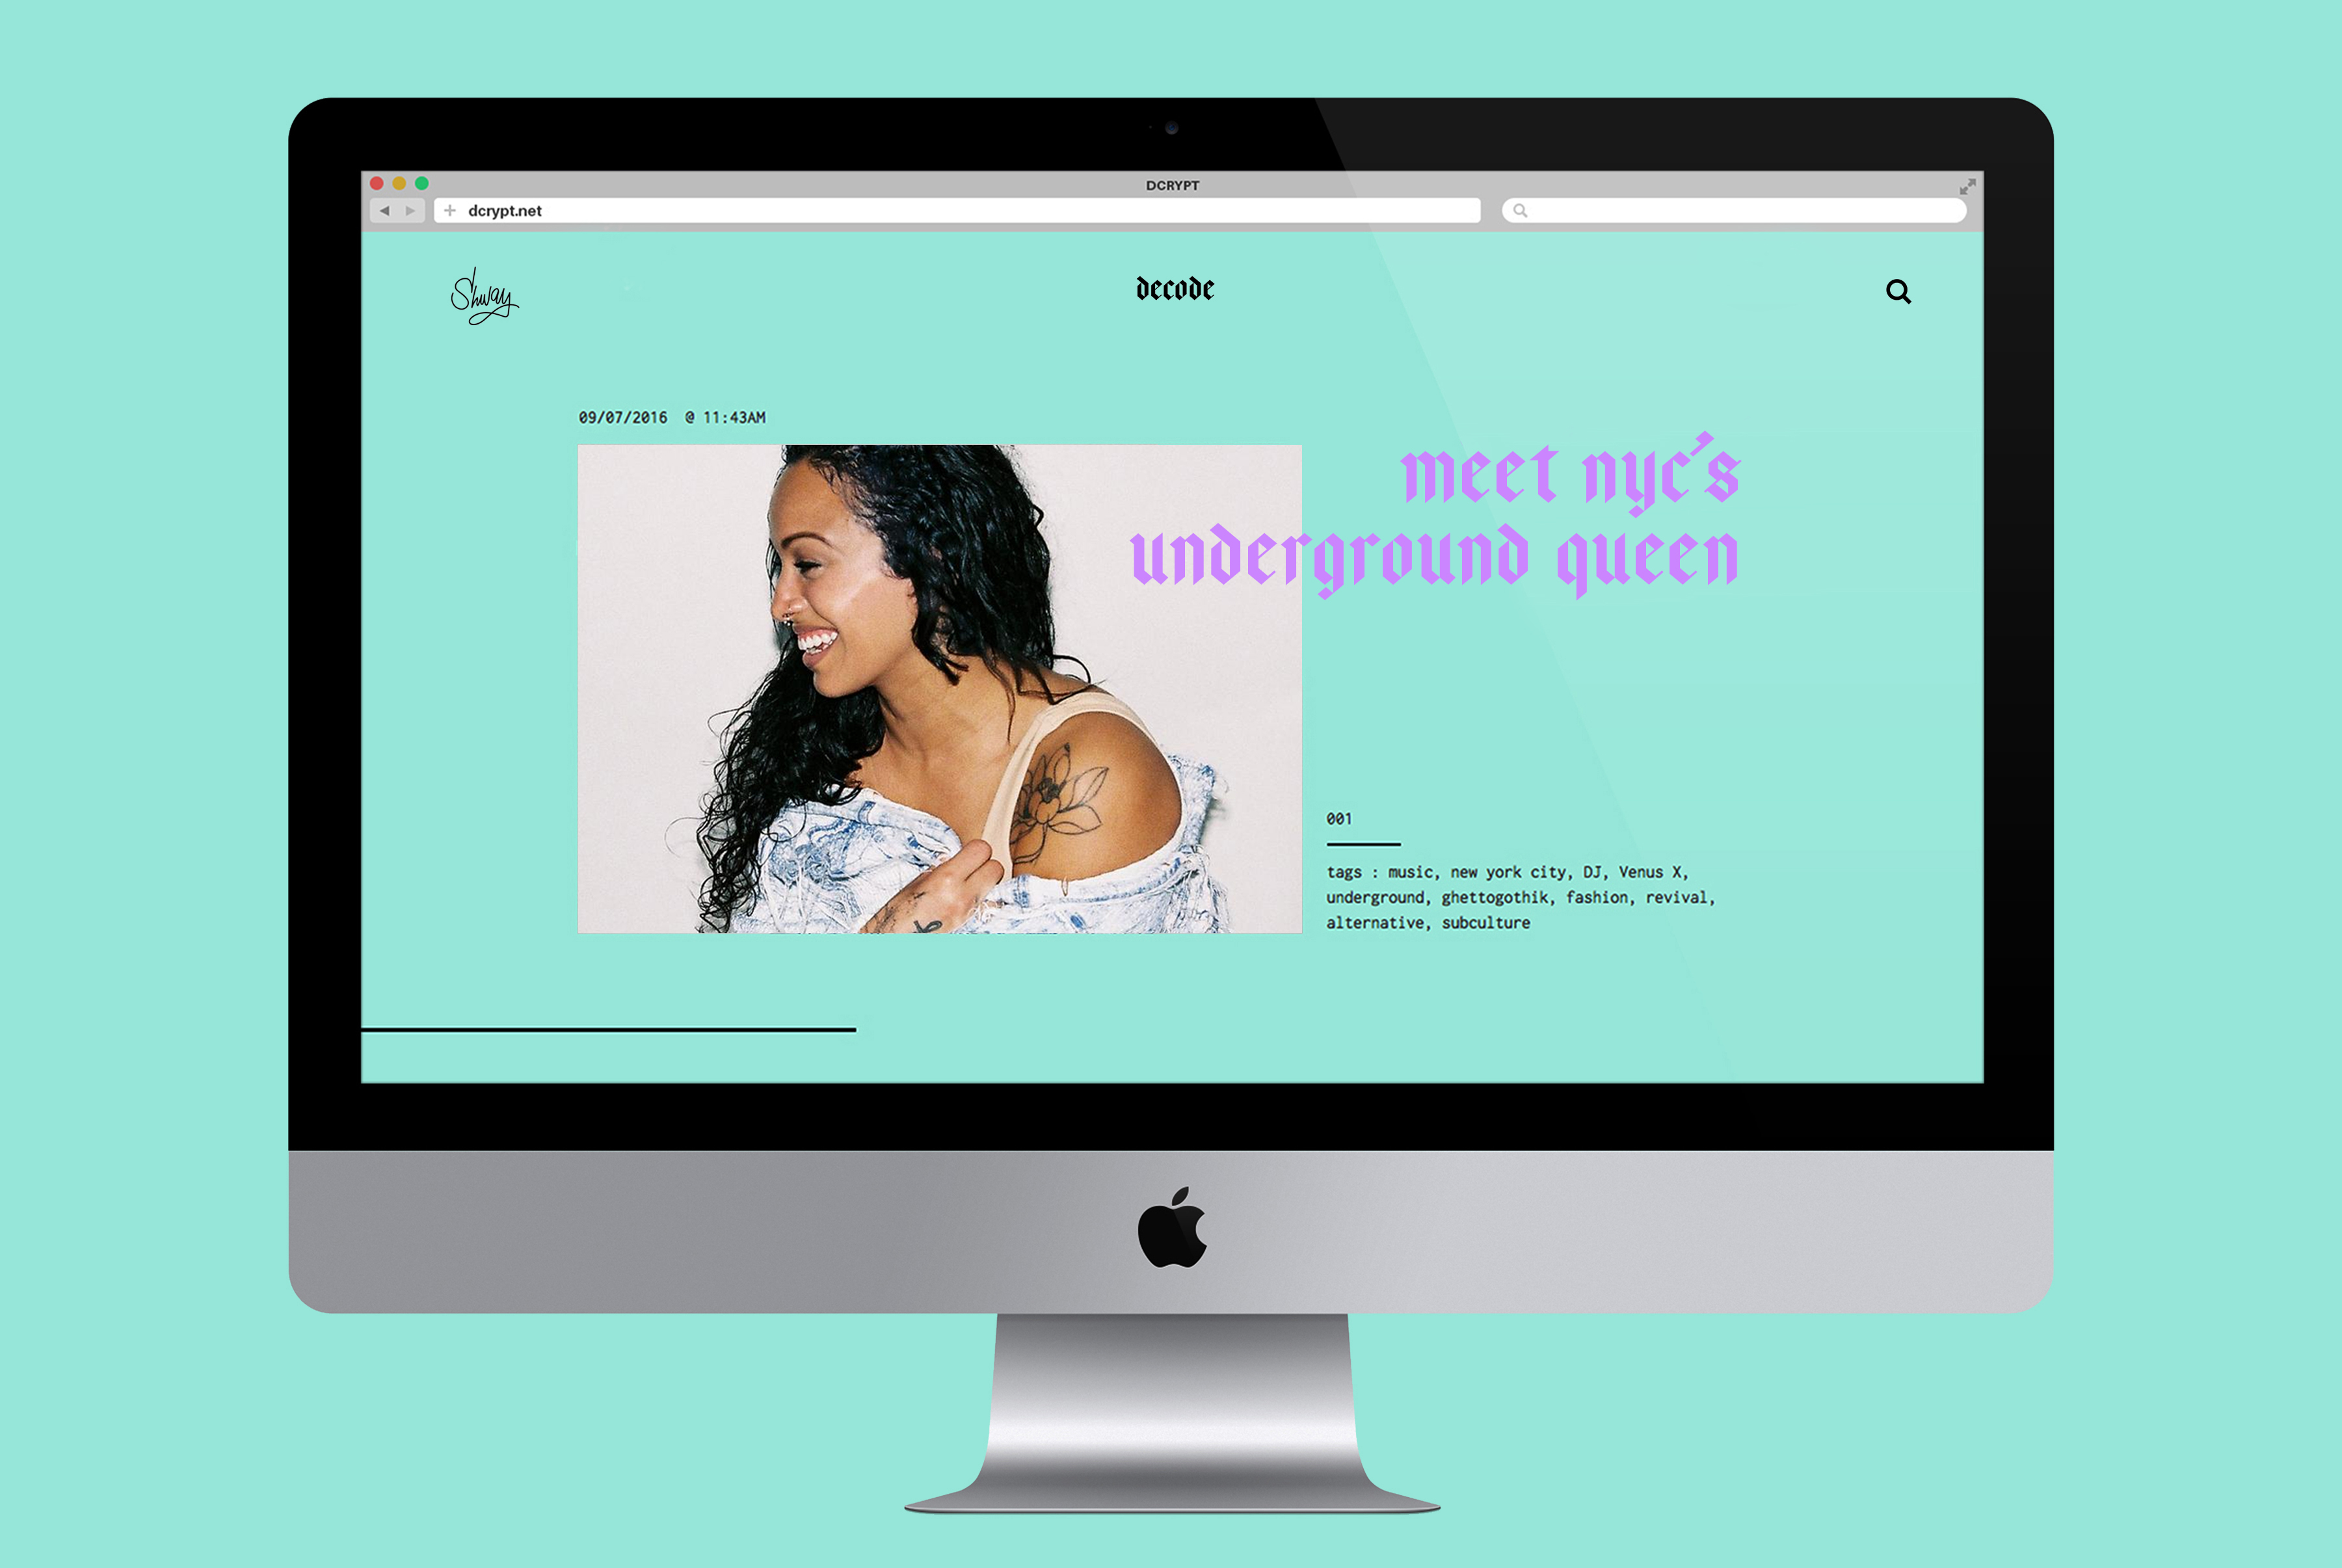 DCRYPT
dcrypt.net
Shway
decode
09/07/2016 @ 11:43AM
meet nyc's
underground queen
001
tags : music, new york city, DJ, Venus X,
underground, ghettogothik, fashion, revival,
alternative, subculture